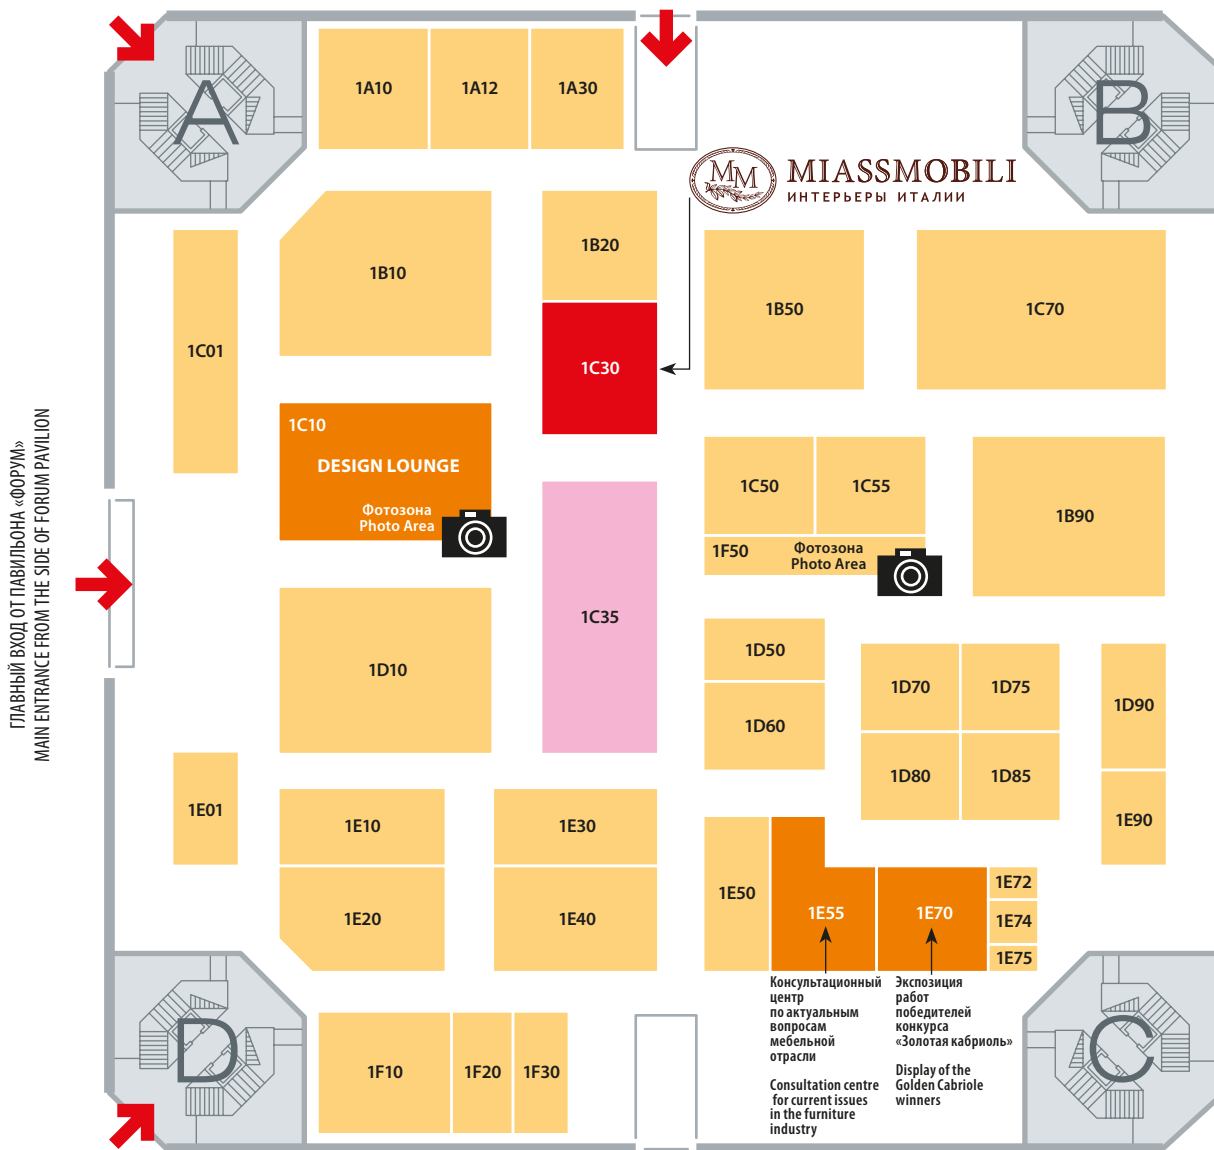 A
B
1A10
1A12
1A30
MM
MIASSMOBILI
ИНТЕРЬЕРЫ ИТАЛИИ
1B10
1B20
1B50
1C70
1C01
1C30
1C10
DESIGN LOUNGE
Фотозона
Photo Area
1C50
1C55
1B90
1F50
Фотозона
Photo Area
ГЛАВНЫЙ ВХОД ОТ ПАВИЛЬОНА «ФОРУМ»
MAIN ENTRANCE FROM THE SIDE OF FORUM PAVILION
1C35
1D10
1D50
1D60
1D70
1D75
1D80
1D85
1D90
1E90
1E01
1E10
1E30
1E20
1E40
1E50
1E55
1E70
1E72
1E74
1E75
Консультационный
центр
по актуальным
вопросам
мебельной
отрасли
Consultation centre
for current issues
in the furniture
industry
Экспозиция
работ
победителей
конкурса
«Золотая кабриоль»
Display of the
Golden Cabriole
winners
D
C
1F10
1F20
1F30